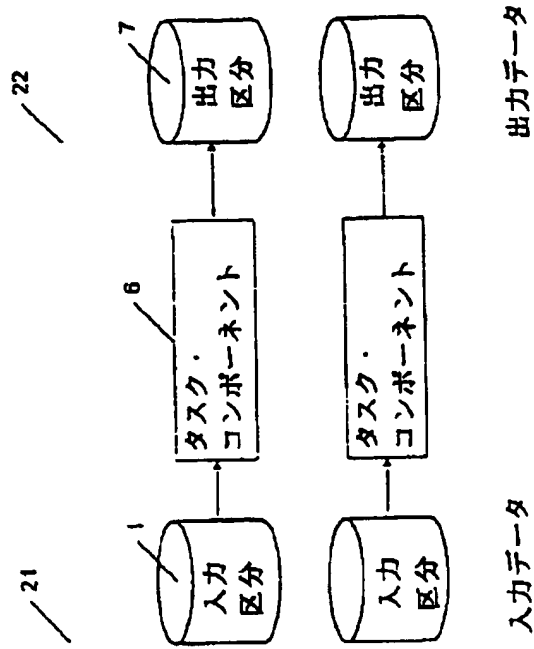 21
22
1
6
7
入力
区分
タスク・
コンポーネント
出力
区分
入力
区分
タスク・
コンポーネント
出力
区分
入力データ
出力データ